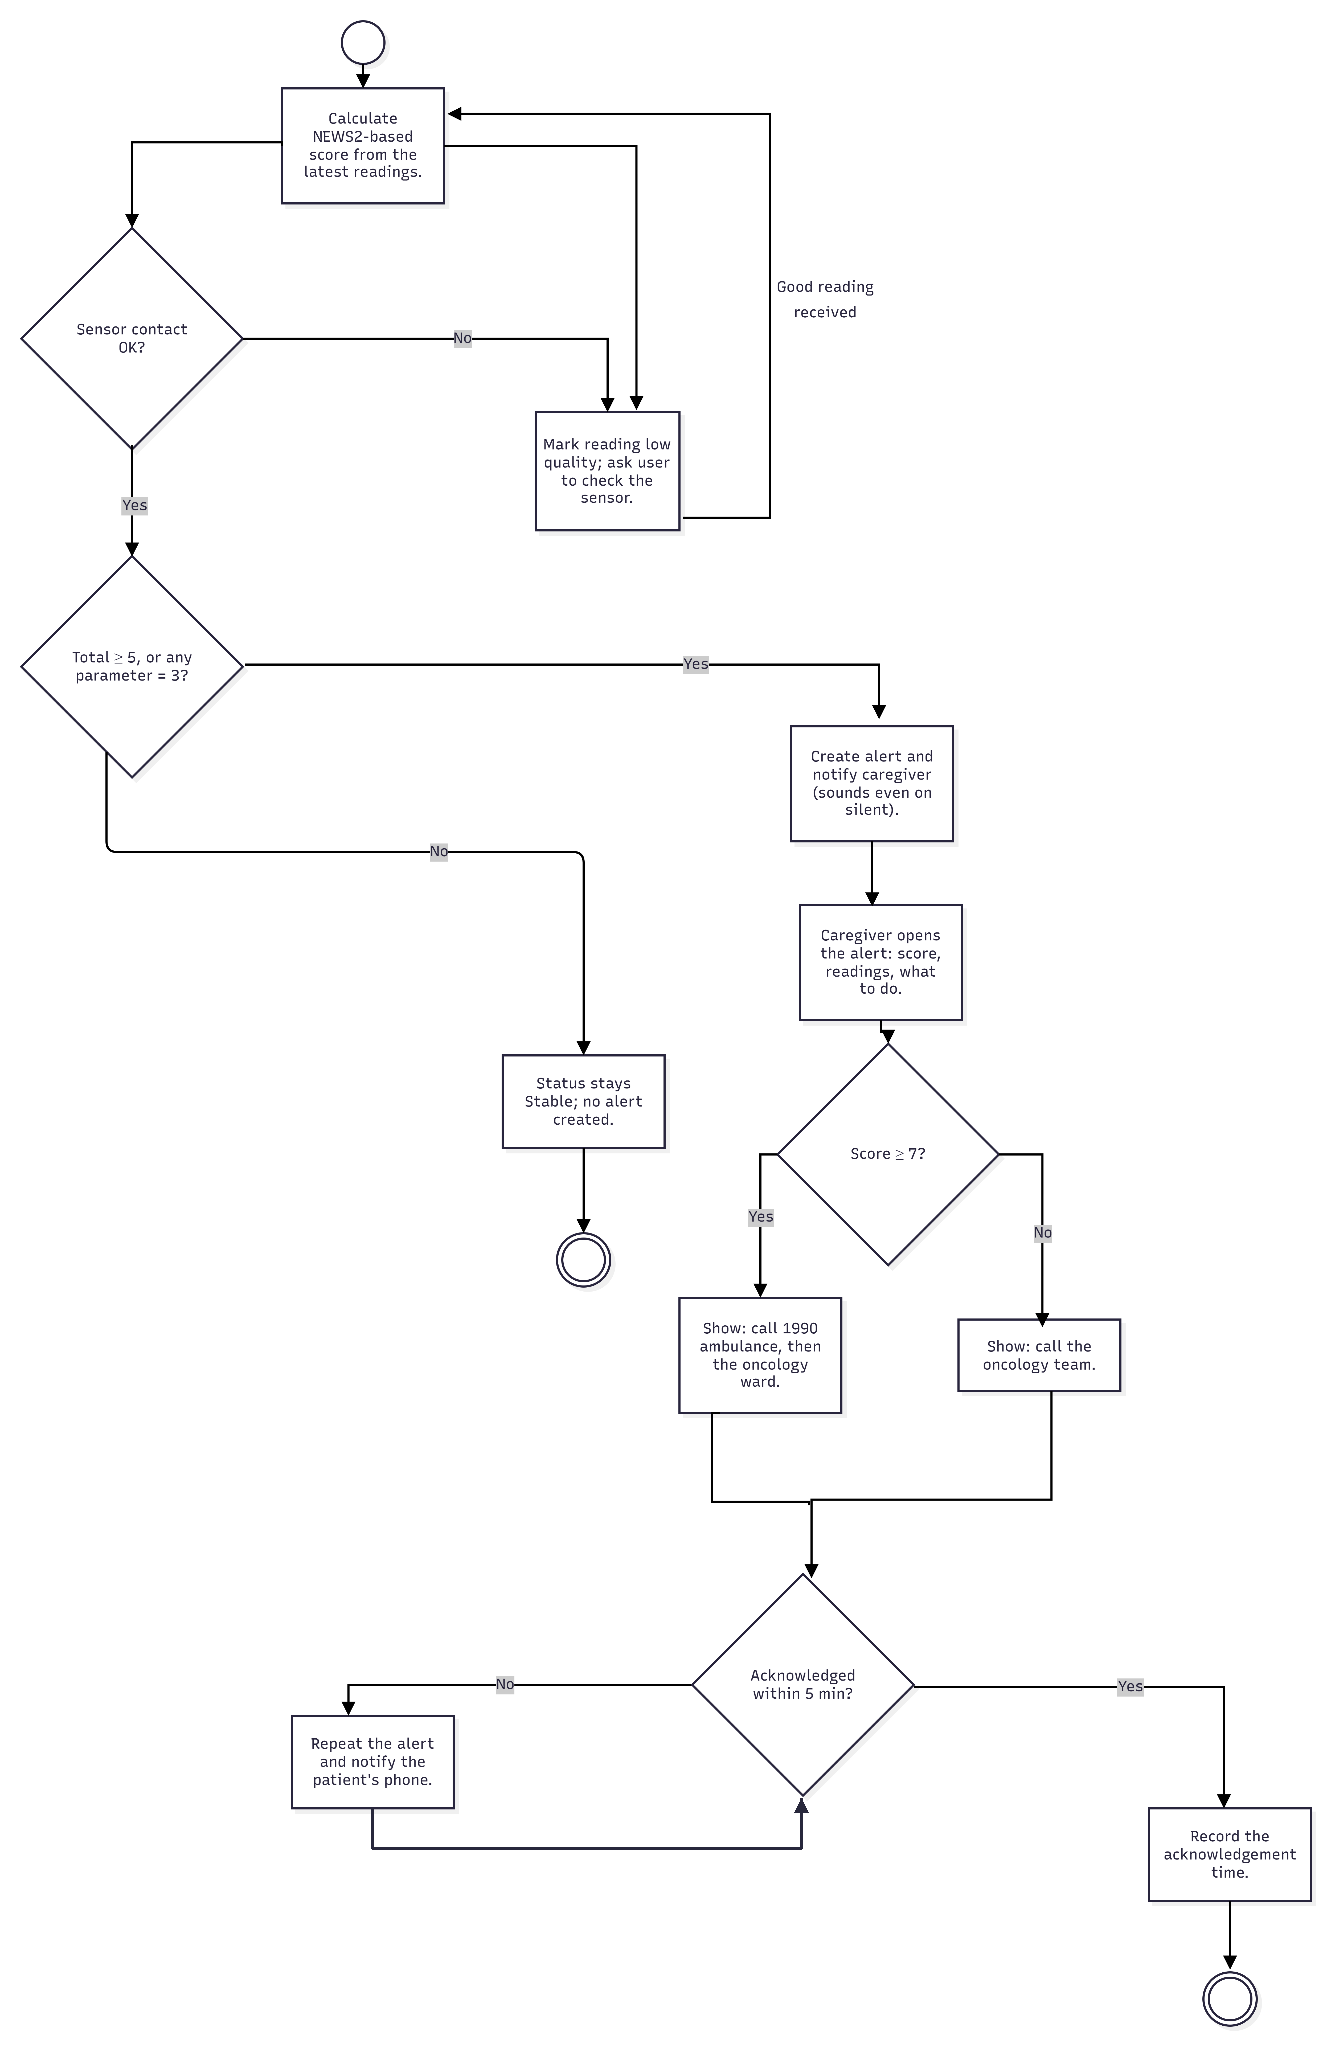 Calculate
NEWS2-based
score from the
latest readings.
Good reading
received
Sensor contact
OK?
No
Mark reading low
quality; ask user
to check the
sensor.
Yes
Total ≥ 5, or any
parameter = 3?
Yes
Create alert and
notify caregiver
(sounds even on
silent).
No
Caregiver opens
the alert: score,
readings, what
to do.
Status stays
Stable; no alert
created.
Score ≥ 7?
Yes
No
Show: call 1990
ambulance, then
the oncology
ward.
Show: call the
oncology team.
Acknowledged
within 5 min?
No
Yes
Repeat the alert
and notify the
patient's phone.
Record the
acknowledgement
time.